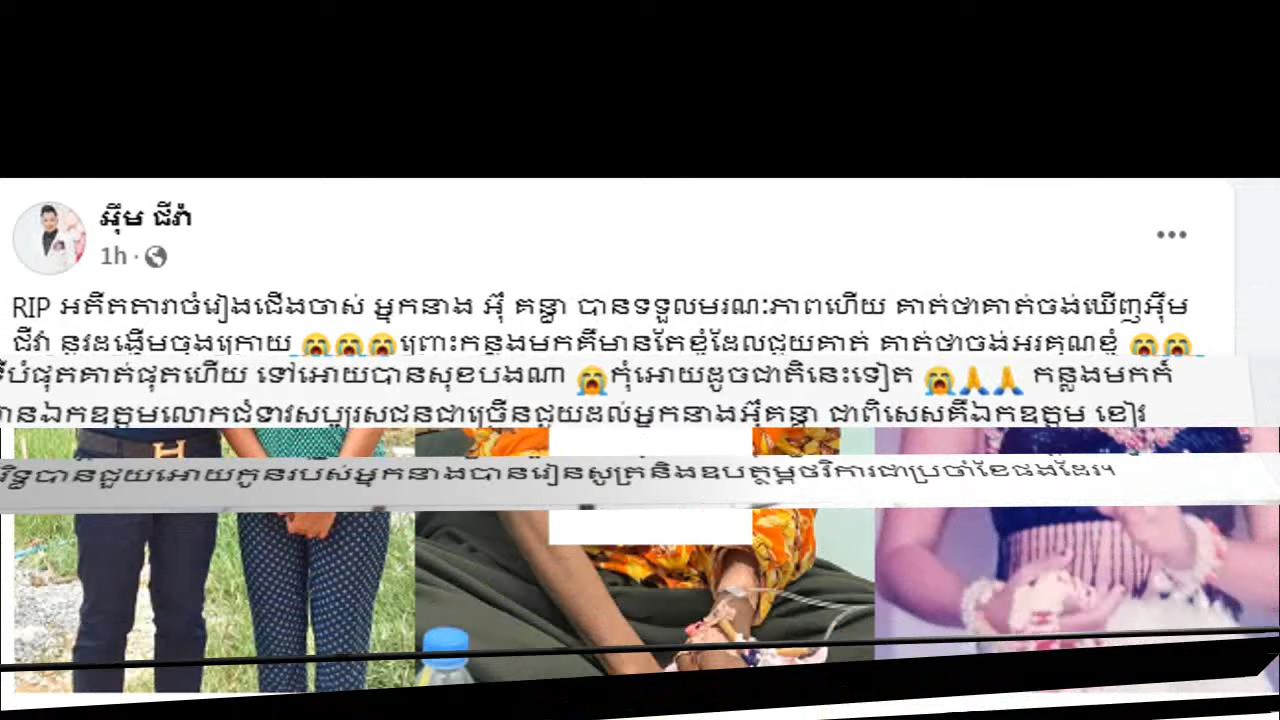 អ៊ឹម ជីវ៉ា
1h
RIP អតីតតារាចំរៀងជើងចាស់ អ្នកនាង អ៊ុំ គន្ធា បានទទួលមរណៈភាពហើយ គាត់ថាគាត់ចង់ឃើញអ៊ឹម
ជីវ៉ា នូវដង្ហើមចុងក្រោយ 😭😭😭ព្រោះកន្លងមកគឺមានតែខ្ញុំដែលជួយគាត់ គាត់ថាចង់អរគុណខ្ញុំ 😭😭
ទីបំផុតគាត់ផុតហើយ ទៅអោយបានសុខបងណា 😭កុំអោយដូចជាតិនេះទៀត 😭🙏🙏 កន្លងមកក៏
មានឯកឧត្តមលោកជំទាវសប្បុរសជនជាច្រើនជួយដល់អ្នកនាងអ៊ុំគន្ធា ជាពិសេសគឺឯកឧត្តម ខៀវ
រិទ្ធបានជួយអោយកូនរបស់អ្នកនាងបានរៀនសូត្រនិងឧបត្ថម្ភថវិការជាប្រចាំខែផងដែរ។